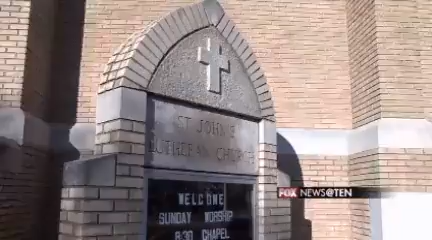 ST JOHN'S
LUTHERAN CHURCH
WELCOME
SUNDAY WORSHIP
8:30 CHAPEL
FOX NEWS@TEN